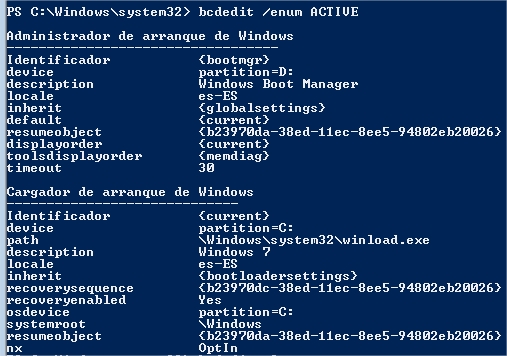 PS C:\Windows\system32> bcdedit /enum ACTIVE
Administrador de arranque de Windows
----------------------------------
Identificador {bootmgr}
device partition=D:
description Windows Boot Manager
locale es-ES
inherit {globalsettings}
default {current}
resumeobject {b23970da-38ed-11ec-8ee5-94802eb20026}
displayorder {current}
toolsdisplayorder {memdiag}
timeout 30
Cargador de arranque de Windows
-----------------------------
Identificador {current}
device partition=C:
path \Windows\system32\winload.exe
description Windows 7
locale es-ES
inherit {bootloadersettings}
recoverysequence {b23970dc-38ed-11ec-8ee5-94802eb20026}
recoveryenabled Yes
osdevice partition=C:
systemroot \Windows
resumeobject {b23970da-38ed-11ec-8ee5-94802eb20026}
nx OptIn